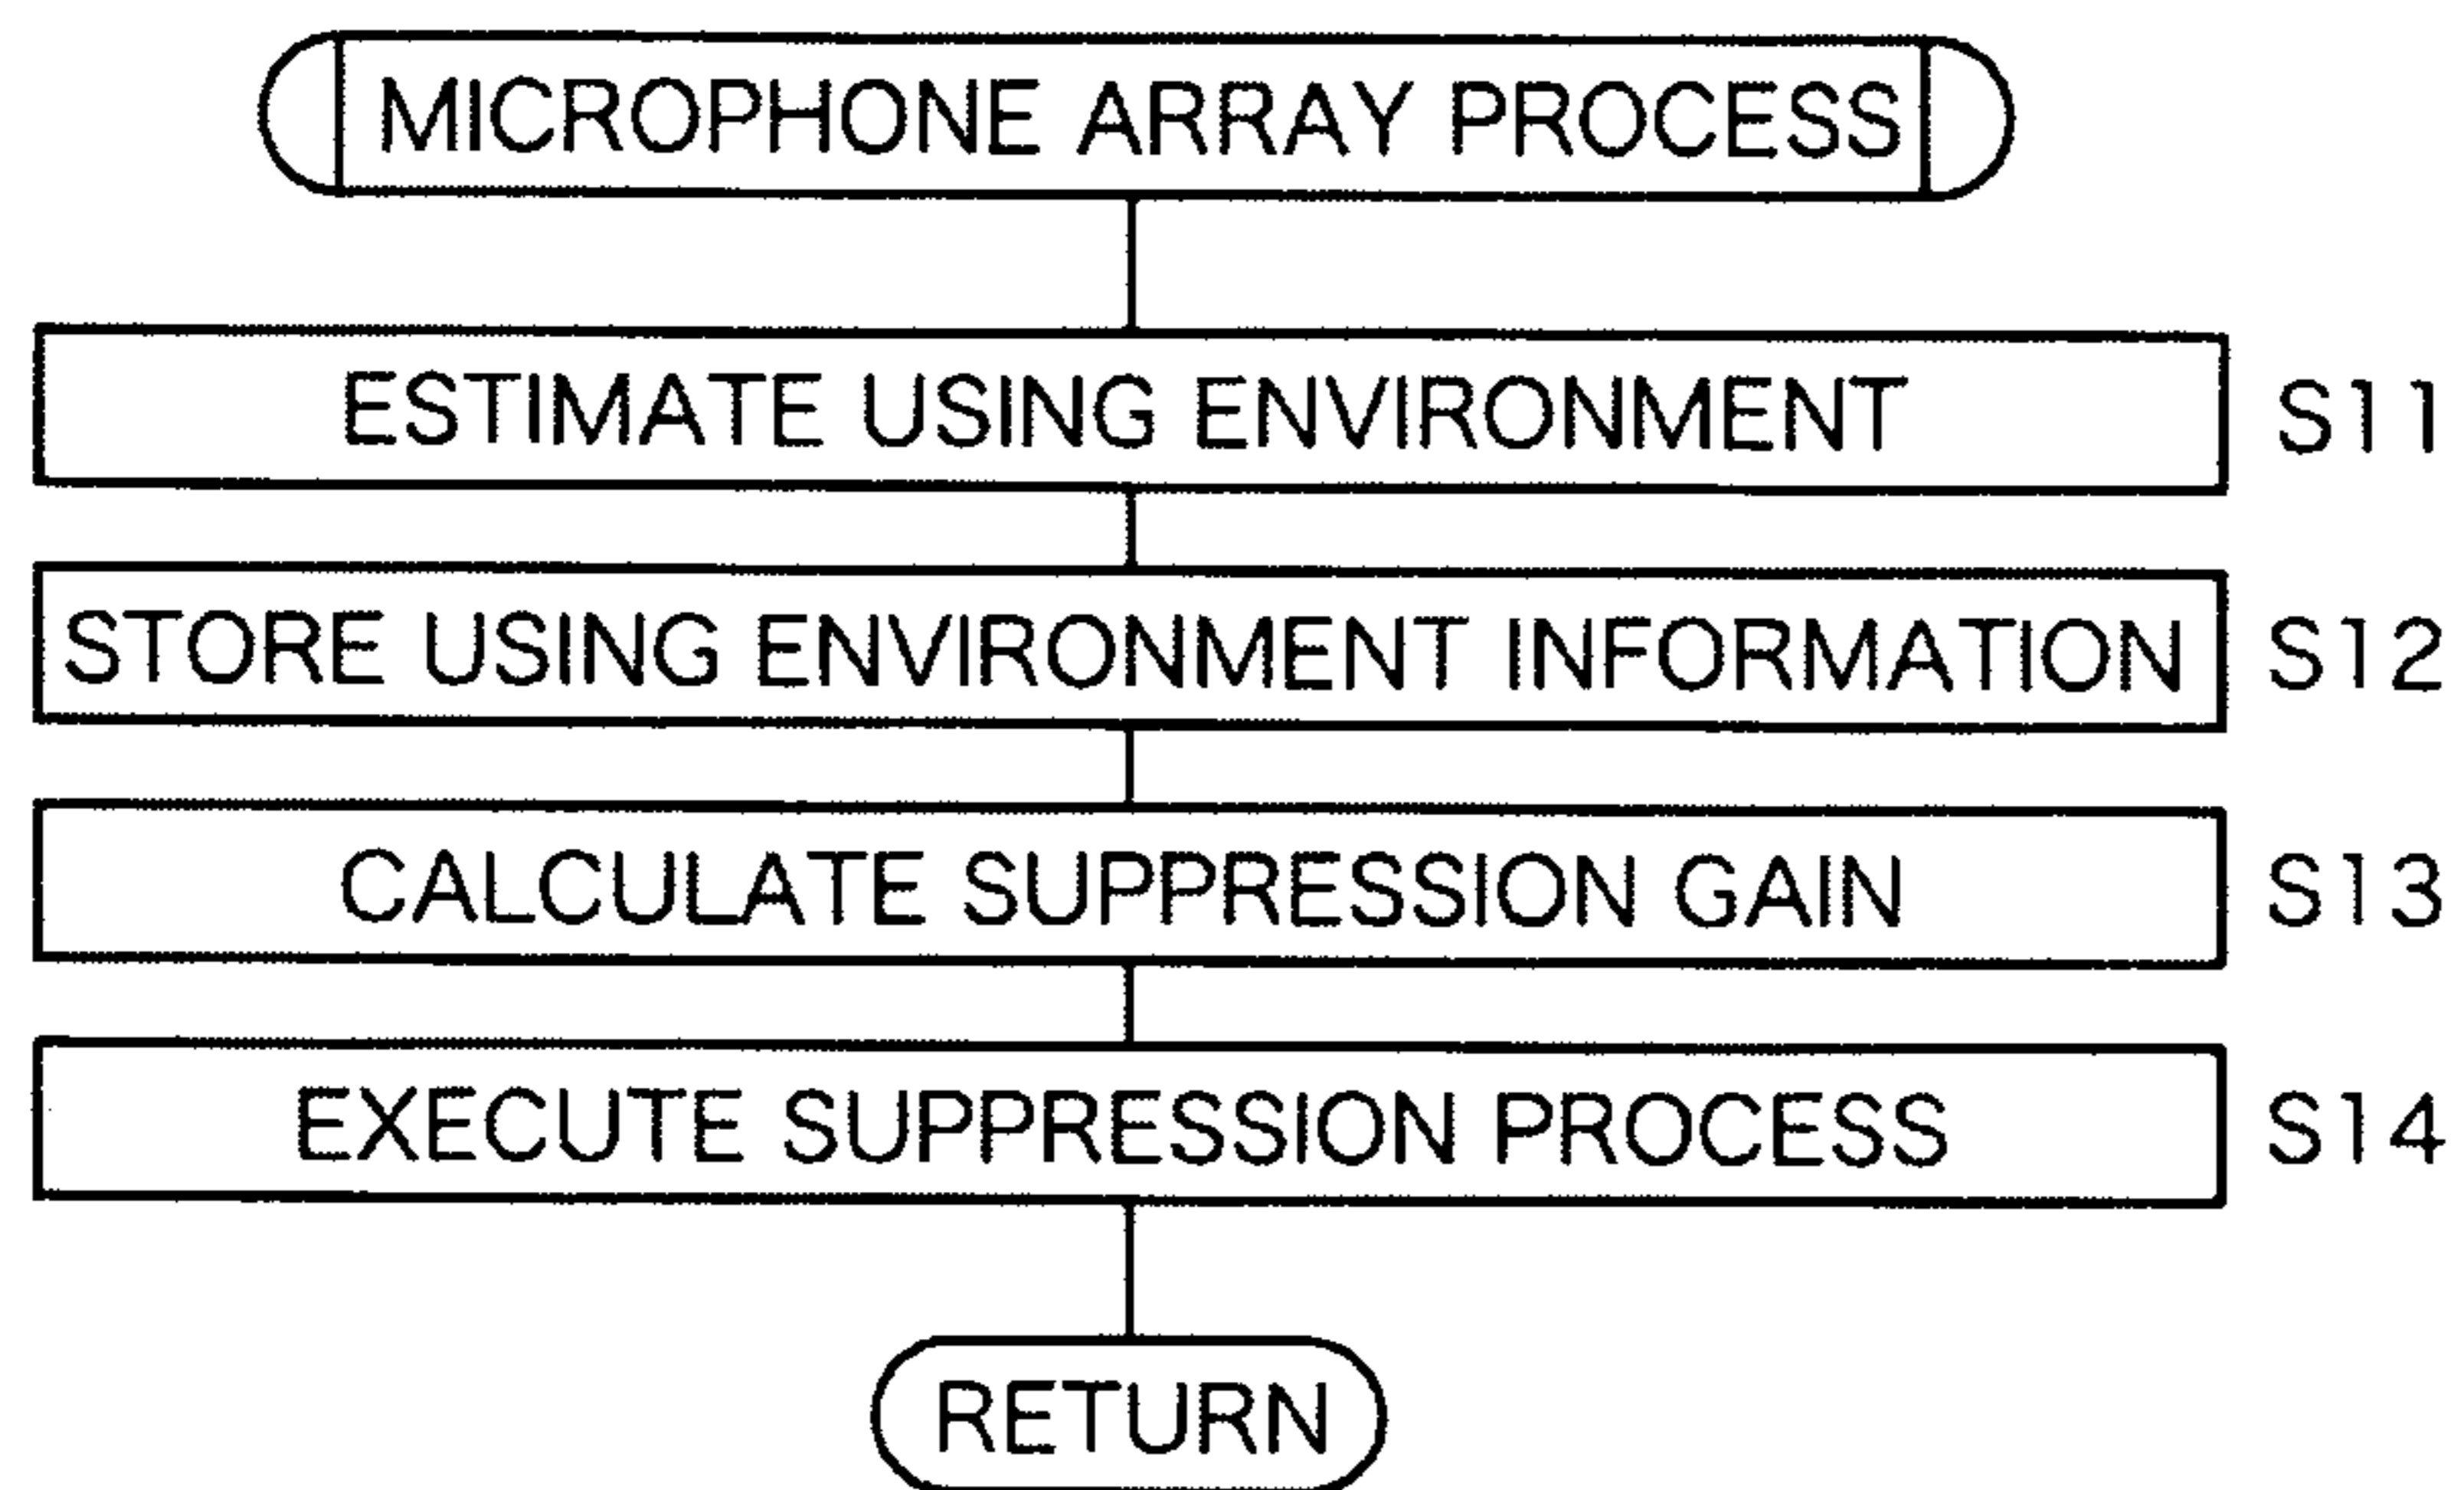 MICROPHONE ARRAY PROCESS
ESTIMATE USING ENVIRONMENT S11
STORE USING ENVIRONMENT INFORMATION S12
CALCULATE SUPPRESSION GAIN S13
EXECUTE SUPPRESSION PROCESS S14
RETURN